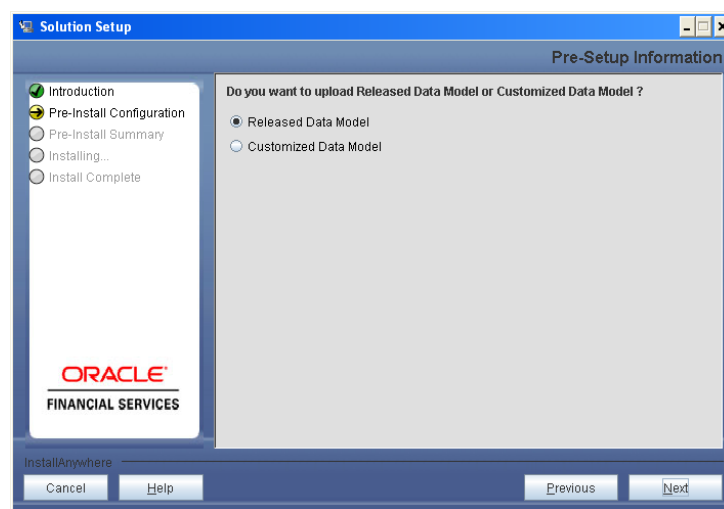 Solution Setup
Pre-Setup Information
Introduction
Pre-Install Configuration
Pre-Install Summary
Installing...
Install Complete
ORACLE
FINANCIAL SERVICES
Do you want to upload Released Data Model or Customized Data Model ?
Released Data Model
Customized Data Model
InstallAnywhere
Cancel
Help
Previous
Next